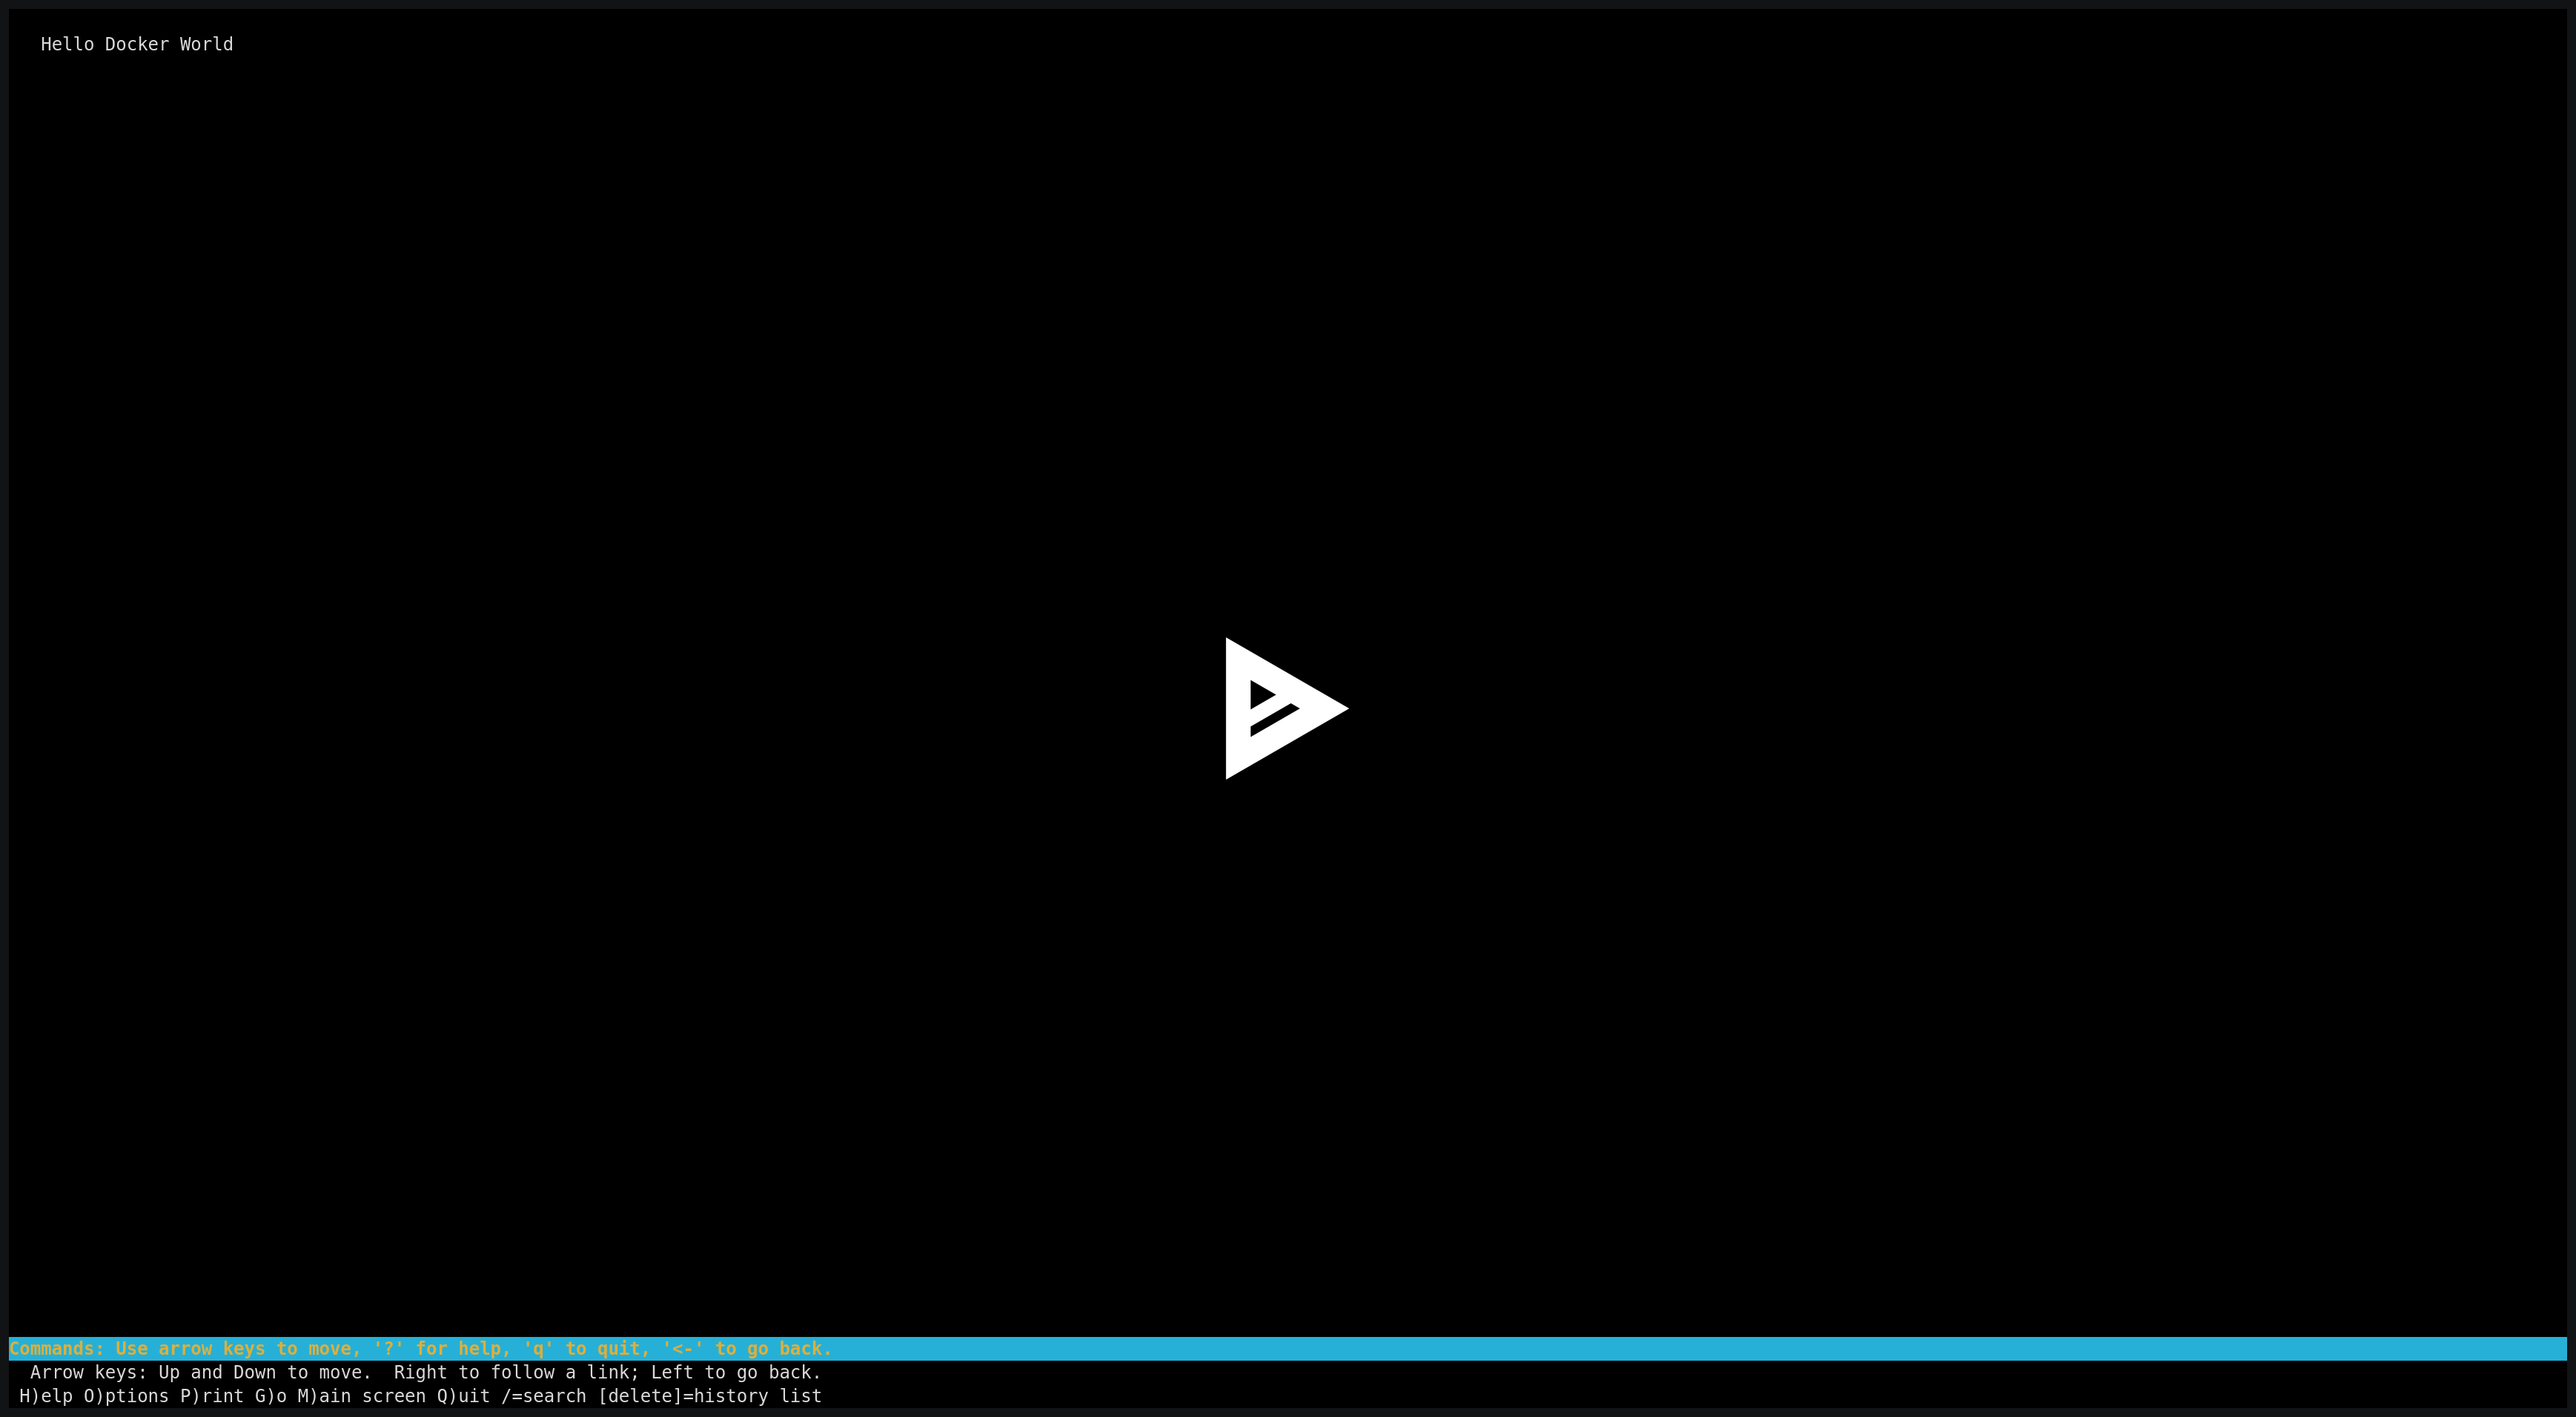 Hello Docker World
Commands: Use arrow keys to move, '?' for help, 'q' to quit, '<-' to go back.
Arrow keys: Up and Down to move.  Right to follow a link; Left to go back.
H)elp O)ptions P)rint G)o M)ain screen Q)uit /=search [delete]=history list